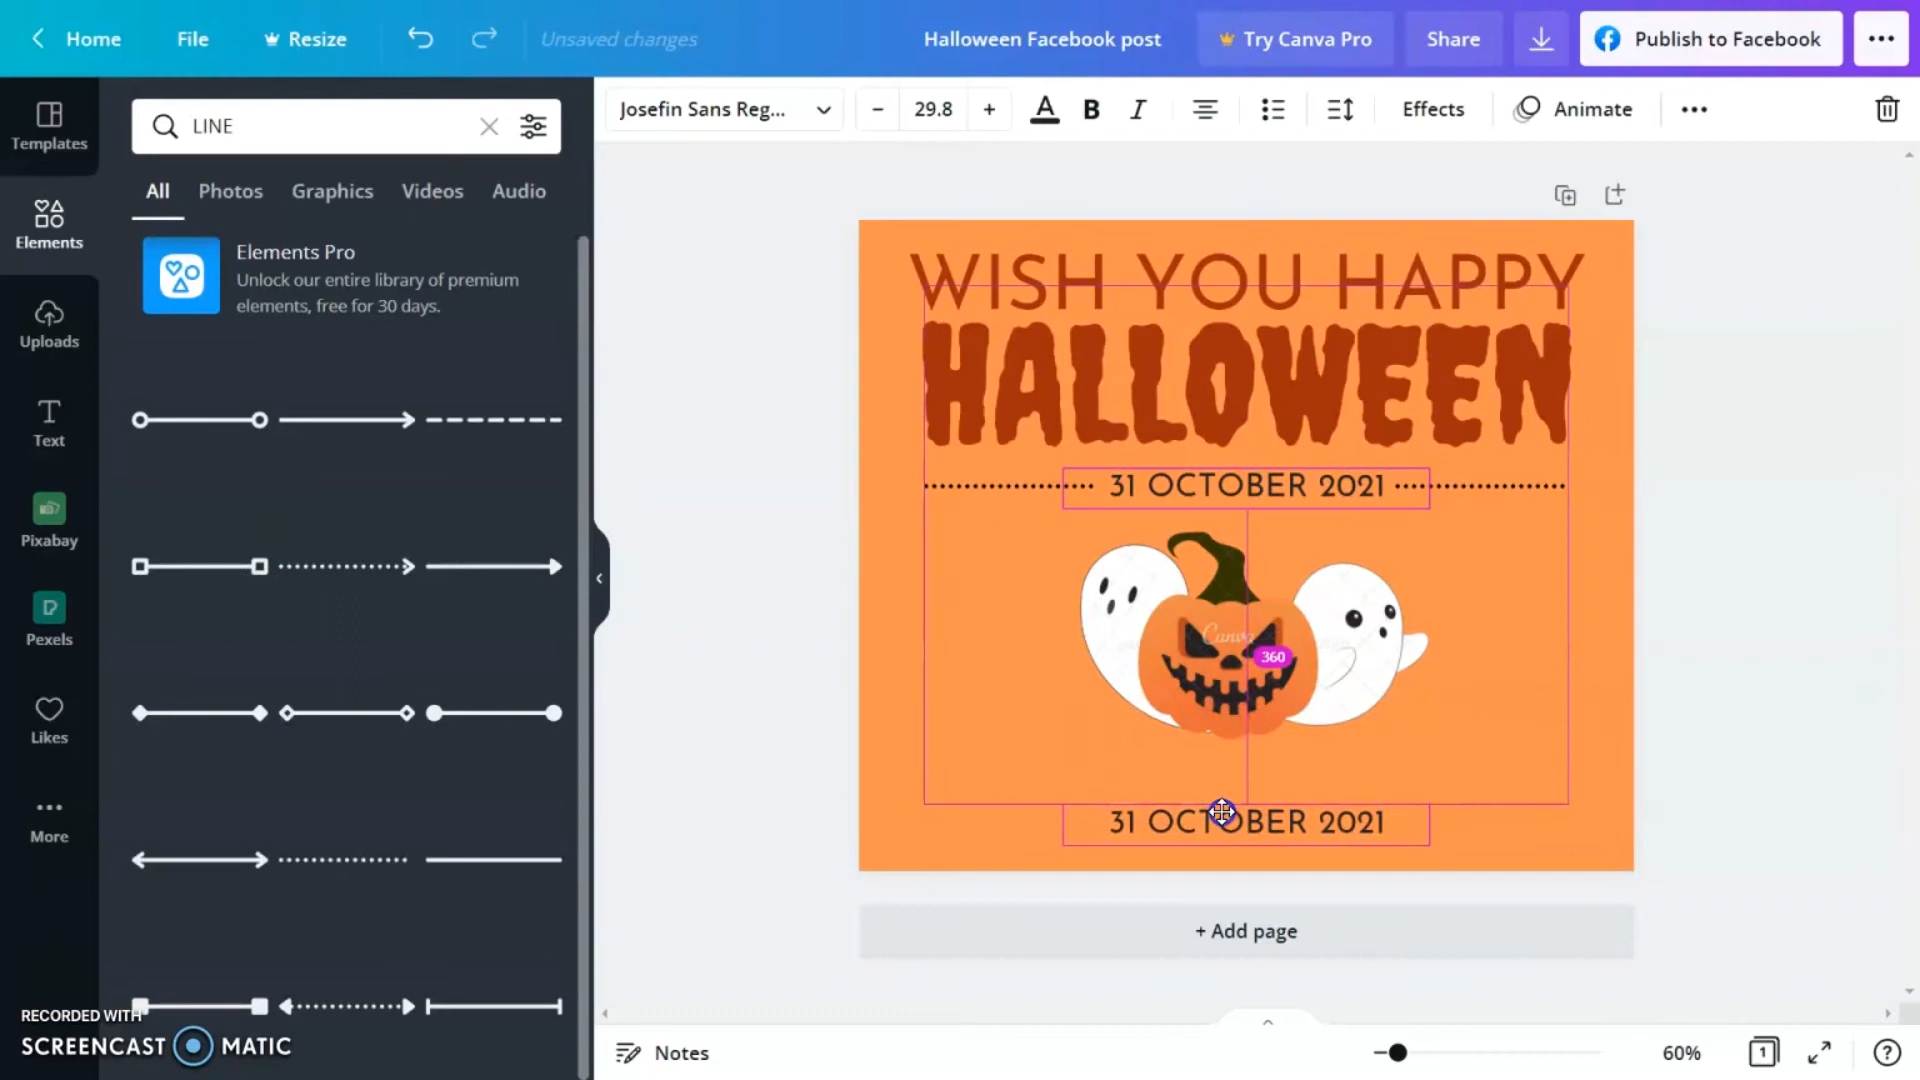 Home
File
Resize
Unsaved changes
Halloween Facebook post
Try Canva Pro
Share
Publish to Facebook
Templates
Elements
Uploads
Text
Pixabay
Pexels
Likes
More
LINE
All
Photos
Graphics
Videos
Audio
Elements Pro
Unlock our entire library of premium
elements, free for 30 days.
Josefin Sans Reg...
29.8
A
B
I
Effects
Animate
WISH YOU HAPPY
HALLOWEEN
31 OCTOBER 2021
Canva
360
31 OCTOBER 2021
+ Add page
RECORDED WITH
SCREENCAST MATIC
Notes
60%
1
?